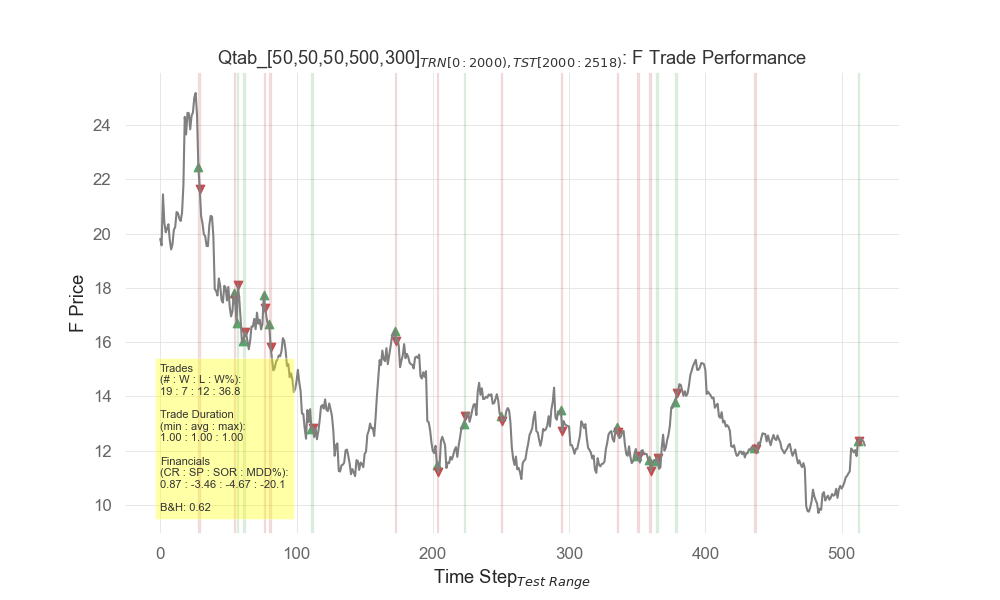 Qtab_[50,50,50,500,300]TRN[0:2000),TST[2000:2518): F Trade Performance
24
22
20
18
16
14
12
10
F Price
Trades
(# : W : L : W%):
19 : 7 : 12 : 36.8
Trade Duration
(min : avg : max):
1.00 : 1.00 : 1.00
Financials
(CR : SP : SOR : MDD%):
0.87 : -3.46 : -4.67 : -20.1
B&H: 0.62
0 100 200 300 400 500
Time Step Test Range